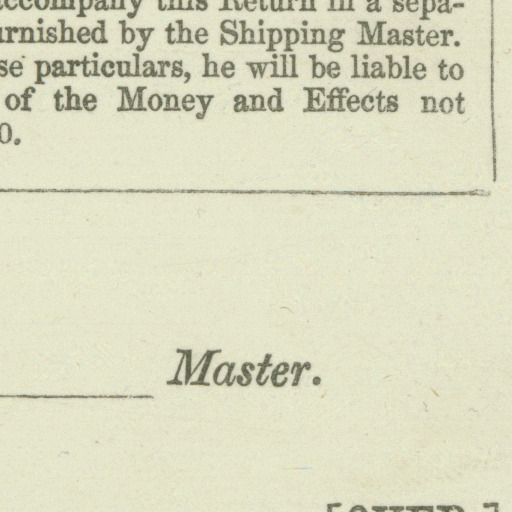 accompany this Return in a sepa-
urnished by the Shipping Master.
se particulars, he will be liable to
of the Money and Effects not
0.
Master.
[OVER.]